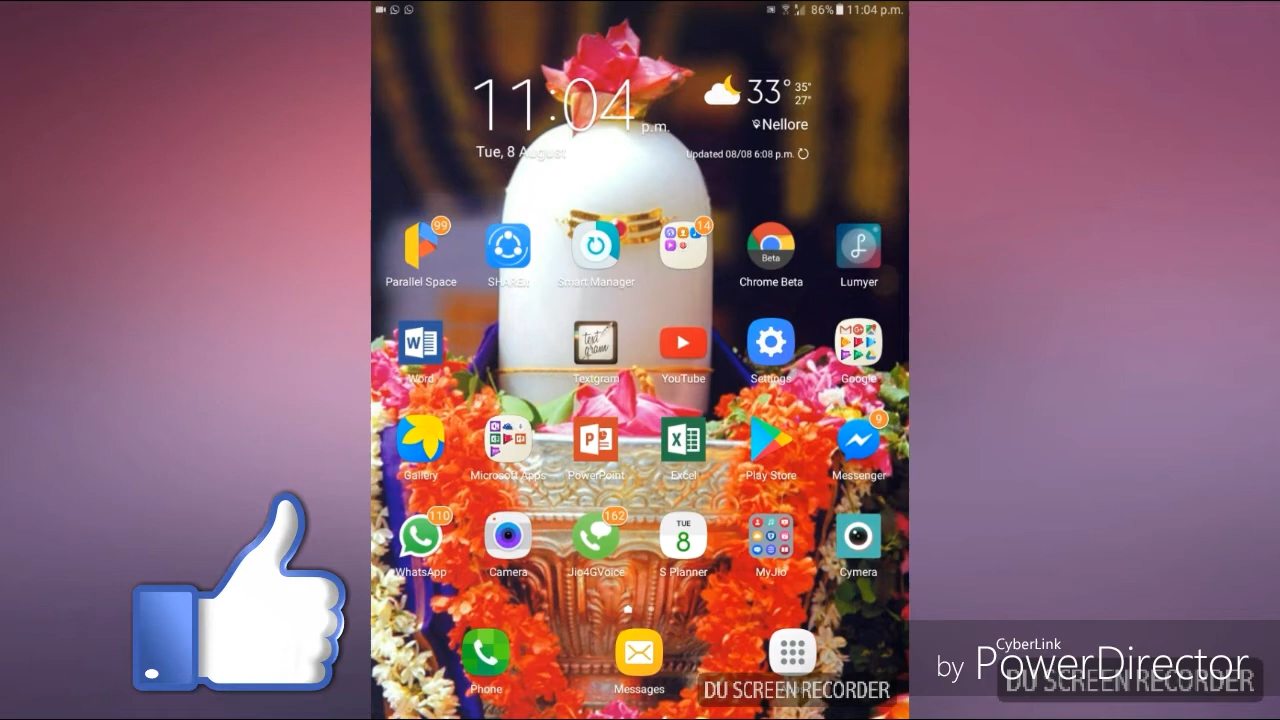 86% 11:04 p.m.
11:04 p.m.
33° 35° 27°
Nellore
Tue, 8 August
Updated 08/08 6:08 p.m.
99
14
Beta
Parallel Space SHAREit Smart Manager Chrome Beta Lumyer
text gram
Word Textgram YouTube Settings Google
9
Gallery Microsoft Apps PowerPoint Excel Play Store Messenger
110 162 TUE 8
WhatsApp Camera Jio4GVoice S Planner MyJio Cymera
Phone Messages
DU SCREEN RECORDER
CyberLink
by PowerDirector
DU SCREEN RECORDER